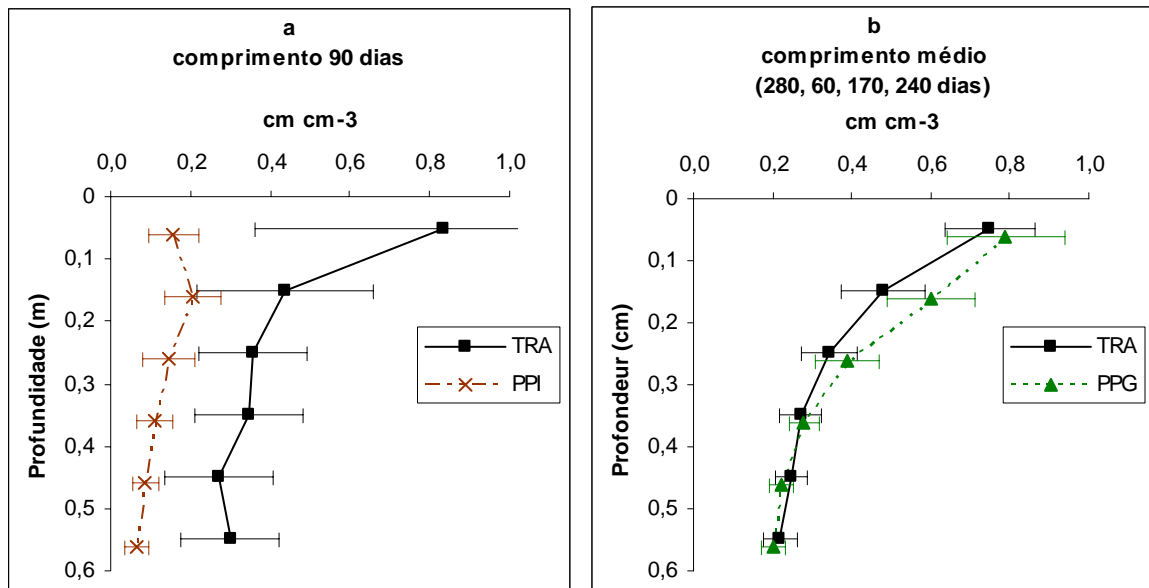 a
comprimento 90 dias
cm cm-3
0,0 0,2 0,4 0,6 0,8 1,0
0
0,1
0,2
0,3
0,4
0,5
0,6
Profundidade (m)
TRA
PPI
b
comprimento médio
(280, 60, 170, 240 dias)
cm cm-3
0,0 0,2 0,4 0,6 0,8 1,0
0
0,1
0,2
0,3
0,4
0,5
0,6
Profondeur (cm)
TRA
PPG